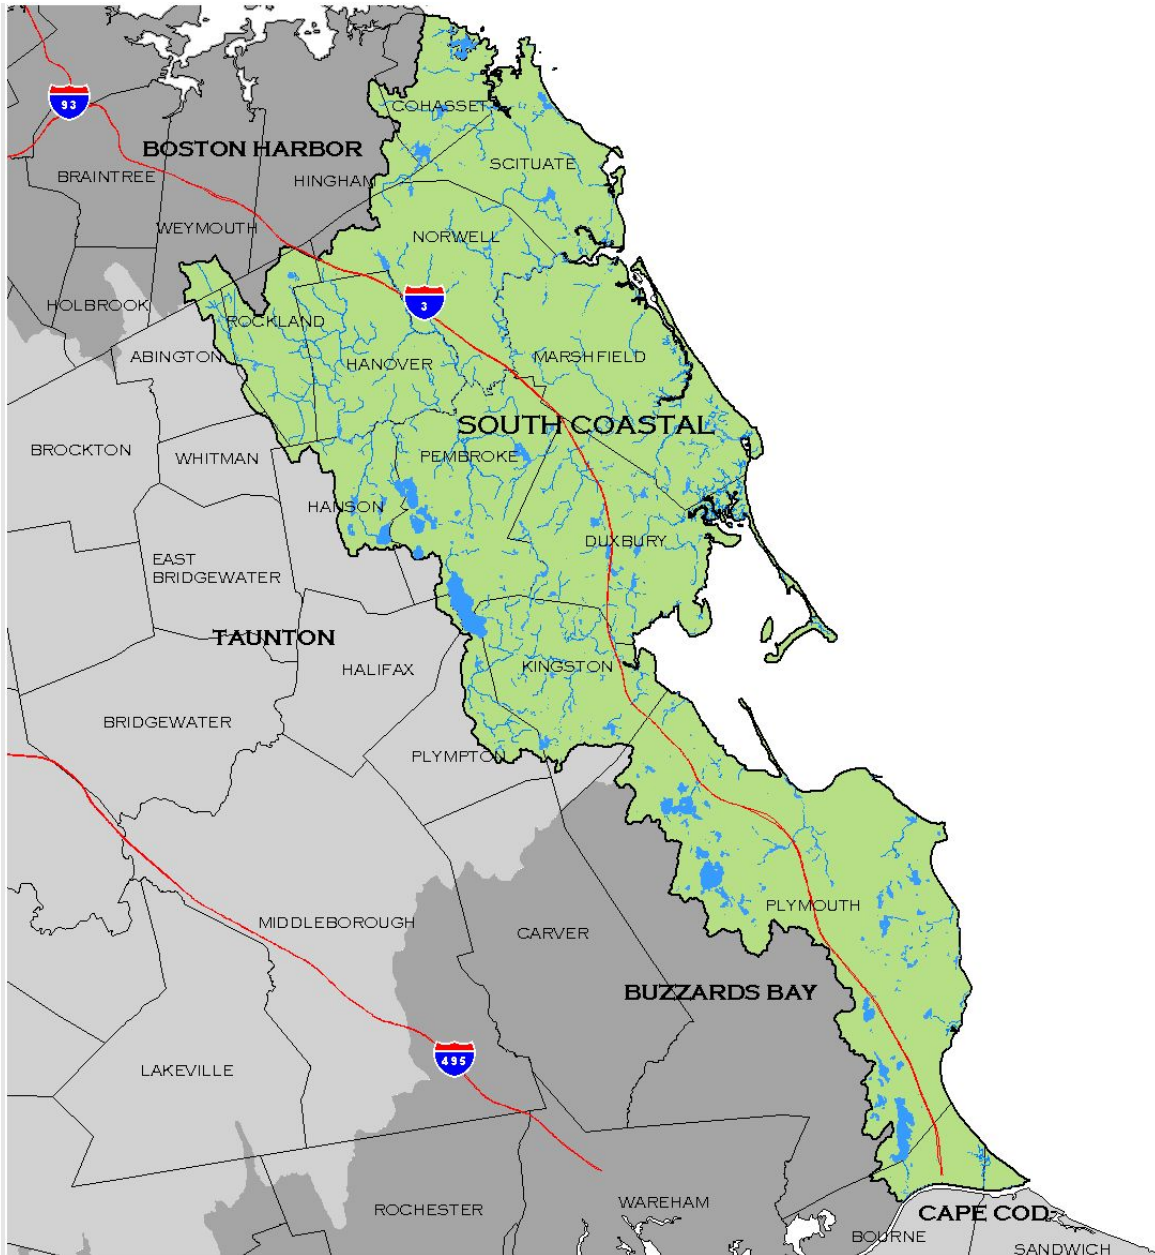 93
COHASSET
BOSTON HARBOR
SCITUATE
BRAINTREE
HINGHAM
WEYMOUTH
NORWELL
HOLBROOK
3
ROCKLAND
ABINGTON
HANOVER
MARSHFIELD
SOUTH COASTAL
BROCKTON
WHITMAN
PEMBROKE
HANSON
DUXBURY
EAST
BRIDGEWATER
TAUNTON
HALIFAX
KINGSTON
BRIDGEWATER
PLYMPTON
PLYMOUTH
MIDDLEBOROUGH
CARVER
BUZZARDS BAY
495
LAKEVILLE
ROCHESTER
WAREHAM
CAPE COD
BOURNE
SANDWICH